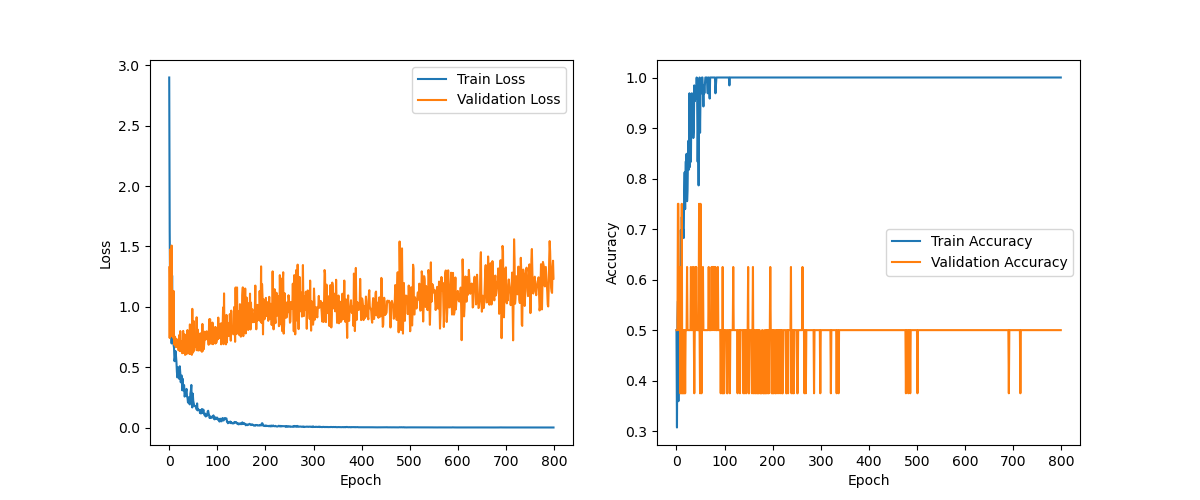 3.0
2.5
2.0
1.5
1.0
0.5
0.0
Loss
0 100 200 300 400 500 600 700 800
Epoch
Train Loss
Validation Loss
1.0
0.9
0.8
0.7
0.6
0.5
0.4
0.3
Accuracy
0 100 200 300 400 500 600 700 800
Epoch
Train Accuracy
Validation Accuracy